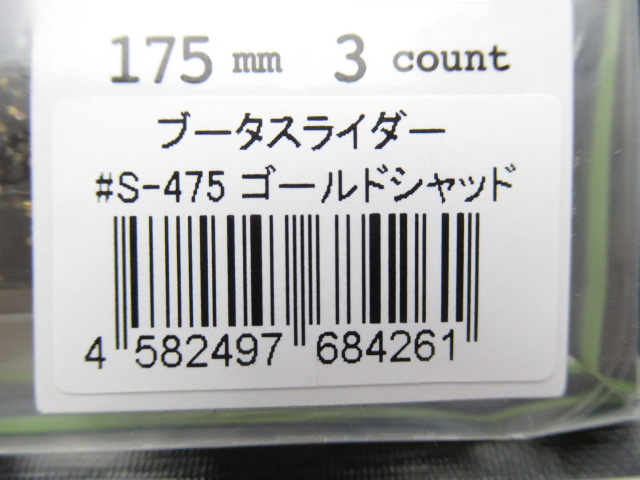 175 mm 3 count
ブータスライダー
#S-475 ゴールドシャッド
4 582497 684261